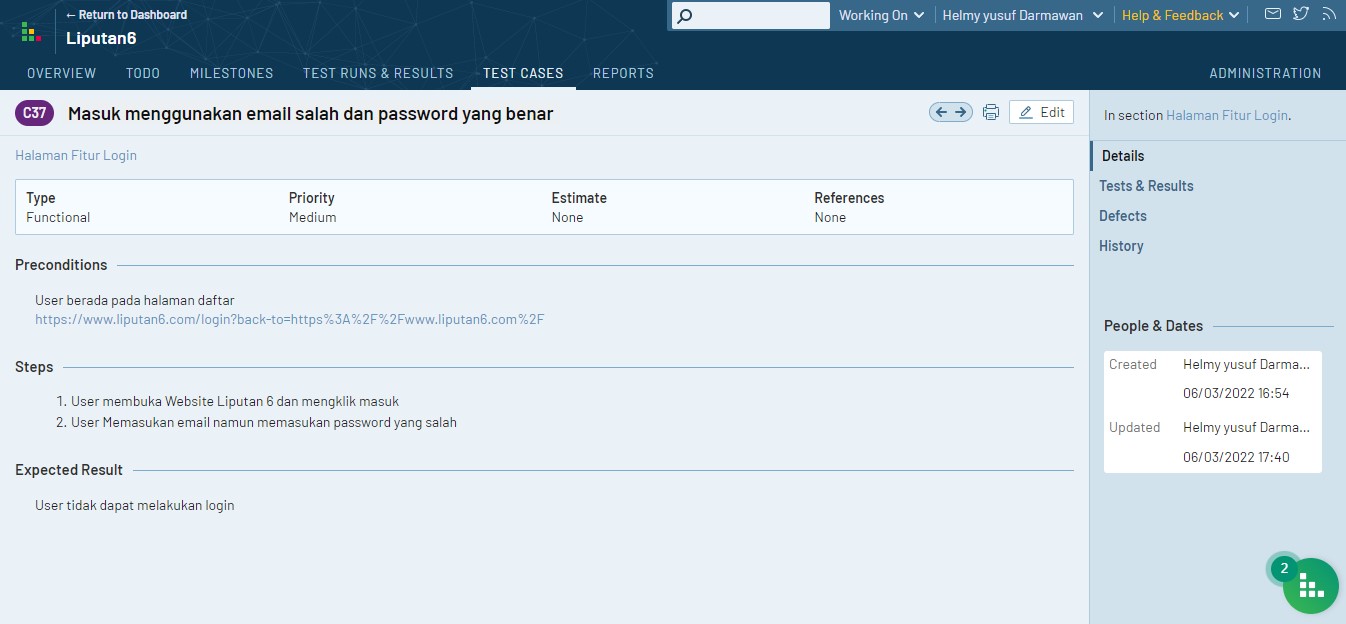 ← Return to Dashboard
Liputan6
Working On
Helmy yusuf Darmawan
Help & Feedback
OVERVIEW
TODO
MILESTONES
TEST RUNS & RESULTS
TEST CASES
REPORTS
ADMINISTRATION
C37
Masuk menggunakan email salah dan password yang benar
Edit
Halaman Fitur Login
Type
Functional
Priority
Medium
Estimate
None
References
None
Preconditions
User berada pada halaman daftar
https://www.liputan6.com/login?back-to=https%3A%2F%2Fwww.liputan6.com%2F
Steps
1. User membuka Website Liputan 6 dan mengklik masuk
2. User Memasukan email namun memasukan password yang salah
Expected Result
User tidak dapat melakukan login
In section Halaman Fitur Login.
Details
Tests & Results
Defects
History
People & Dates
Created
Helmy yusuf Darma...
06/03/2022 16:54
Updated
Helmy yusuf Darma...
06/03/2022 17:40
2